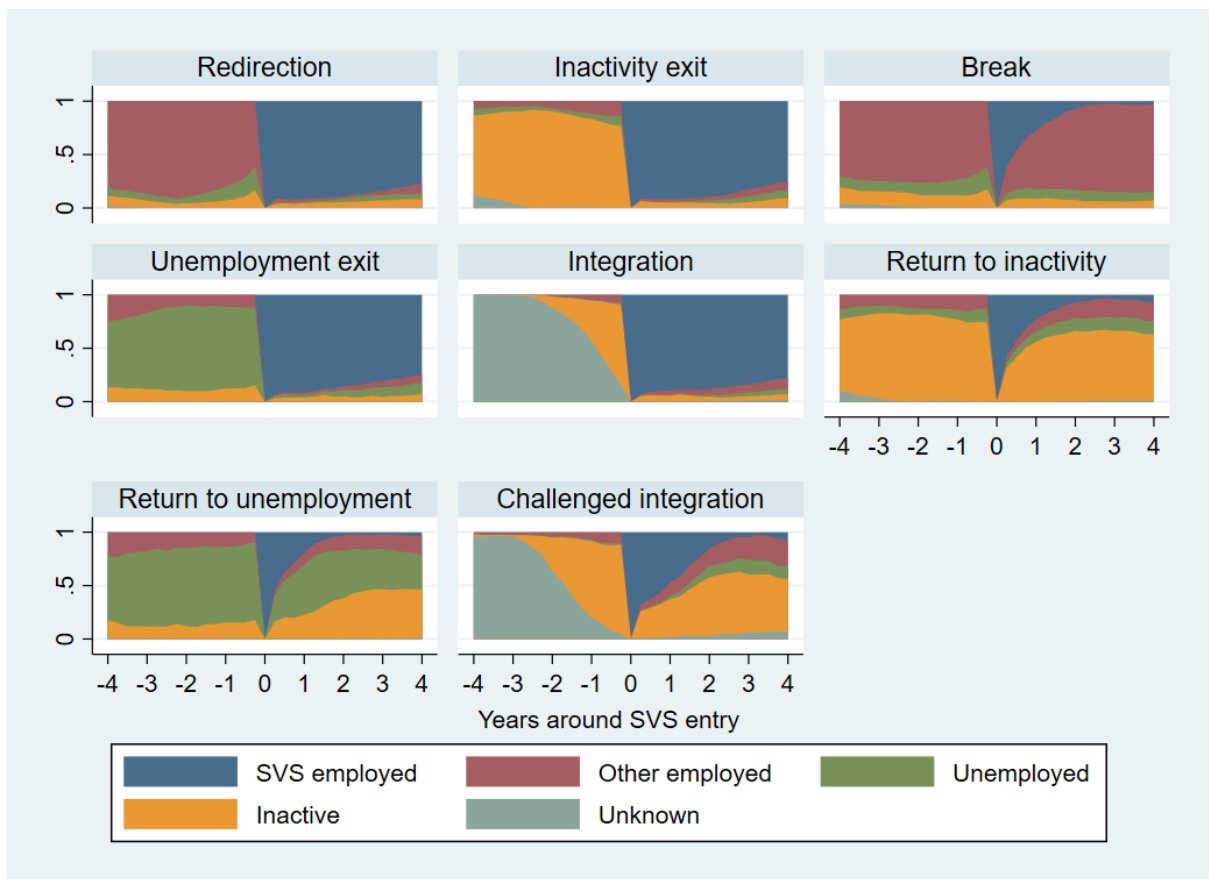 Redirection
Inactivity exit
Break
1
.5
0
Unemployment exit
Integration
Return to inactivity
1
.5
0
-4 -3 -2 -1 0 1 2 3 4
Return to unemployment
Challenged integration
1
.5
0
-4 -3 -2 -1 0 1 2 3 4
-4 -3 -2 -1 0 1 2 3 4
Years around SVS entry
SVS employed
Other employed
Unemployed
Inactive
Unknown